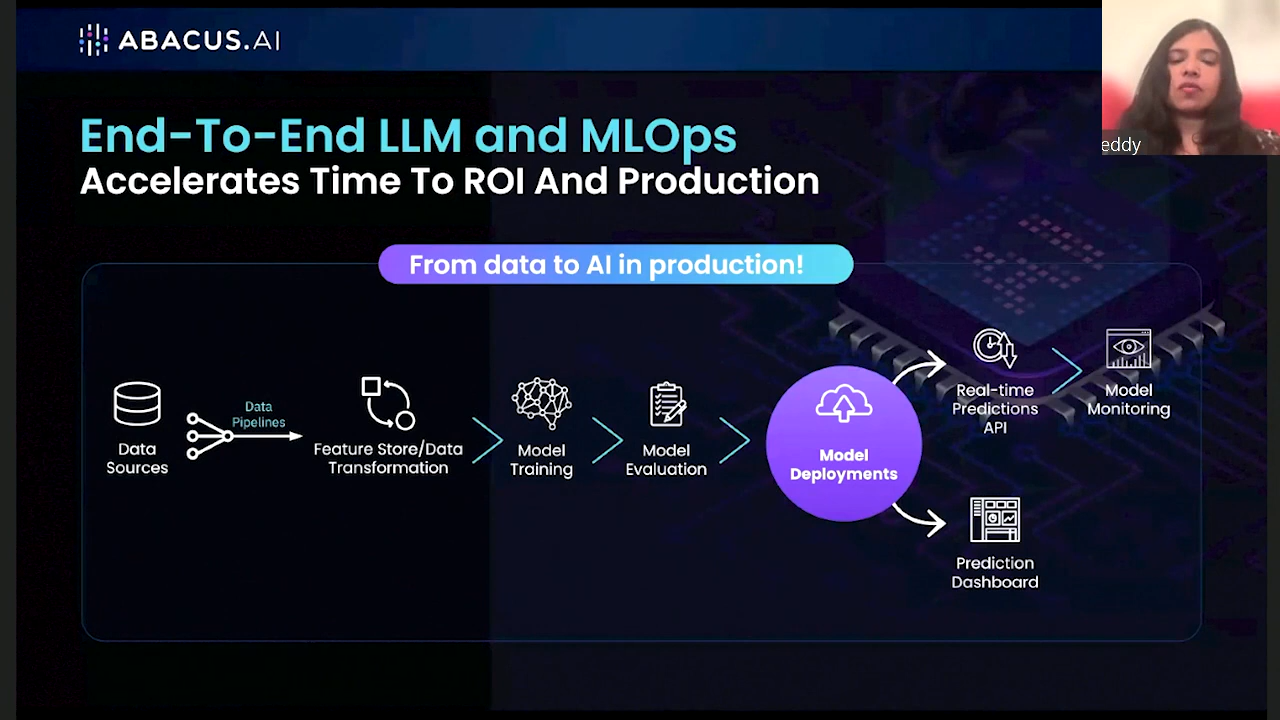 ABACUS.AI
eddy
End-To-End LLM and MLOps
Accelerates Time To ROI And Production
From data to AI in production!
Data
Sources
Data
Pipelines
Feature Store/Data
Transformation
Model
Training
Model
Evaluation
Model
Deployments
Real-time
Predictions
API
Model
Monitoring
Prediction
Dashboard